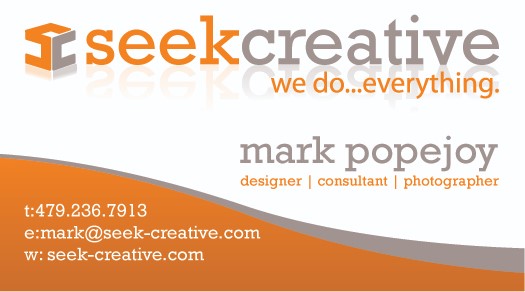 seekcreative
we do...everything.
mark popejoy
designer | consultant | photographer
t:479.236.7913
e:mark@seek-creative.com
w: seek-creative.com